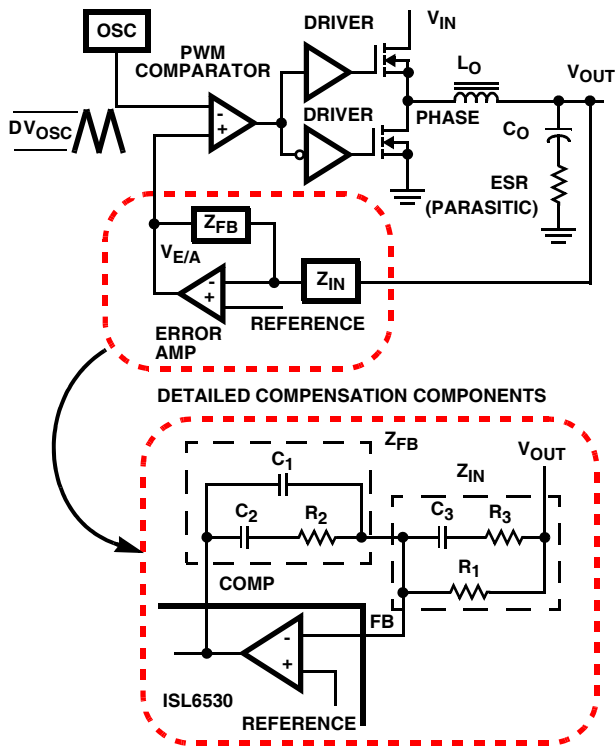 OSC
PWM
COMPARATOR
DRIVER
VIN
DRIVER
LO
VOUT
PHASE
CO
ESR
(PARASITIC)
DVOSC
-
+
ZFB
VE/A
-
+
ZIN
REFERENCE
ERROR
AMP
DETAILED COMPENSATION COMPONENTS
ZFB
C1
C2
R2
COMP
ZIN
VOUT
C3
R3
R1
FB
-
+
ISL6530
REFERENCE